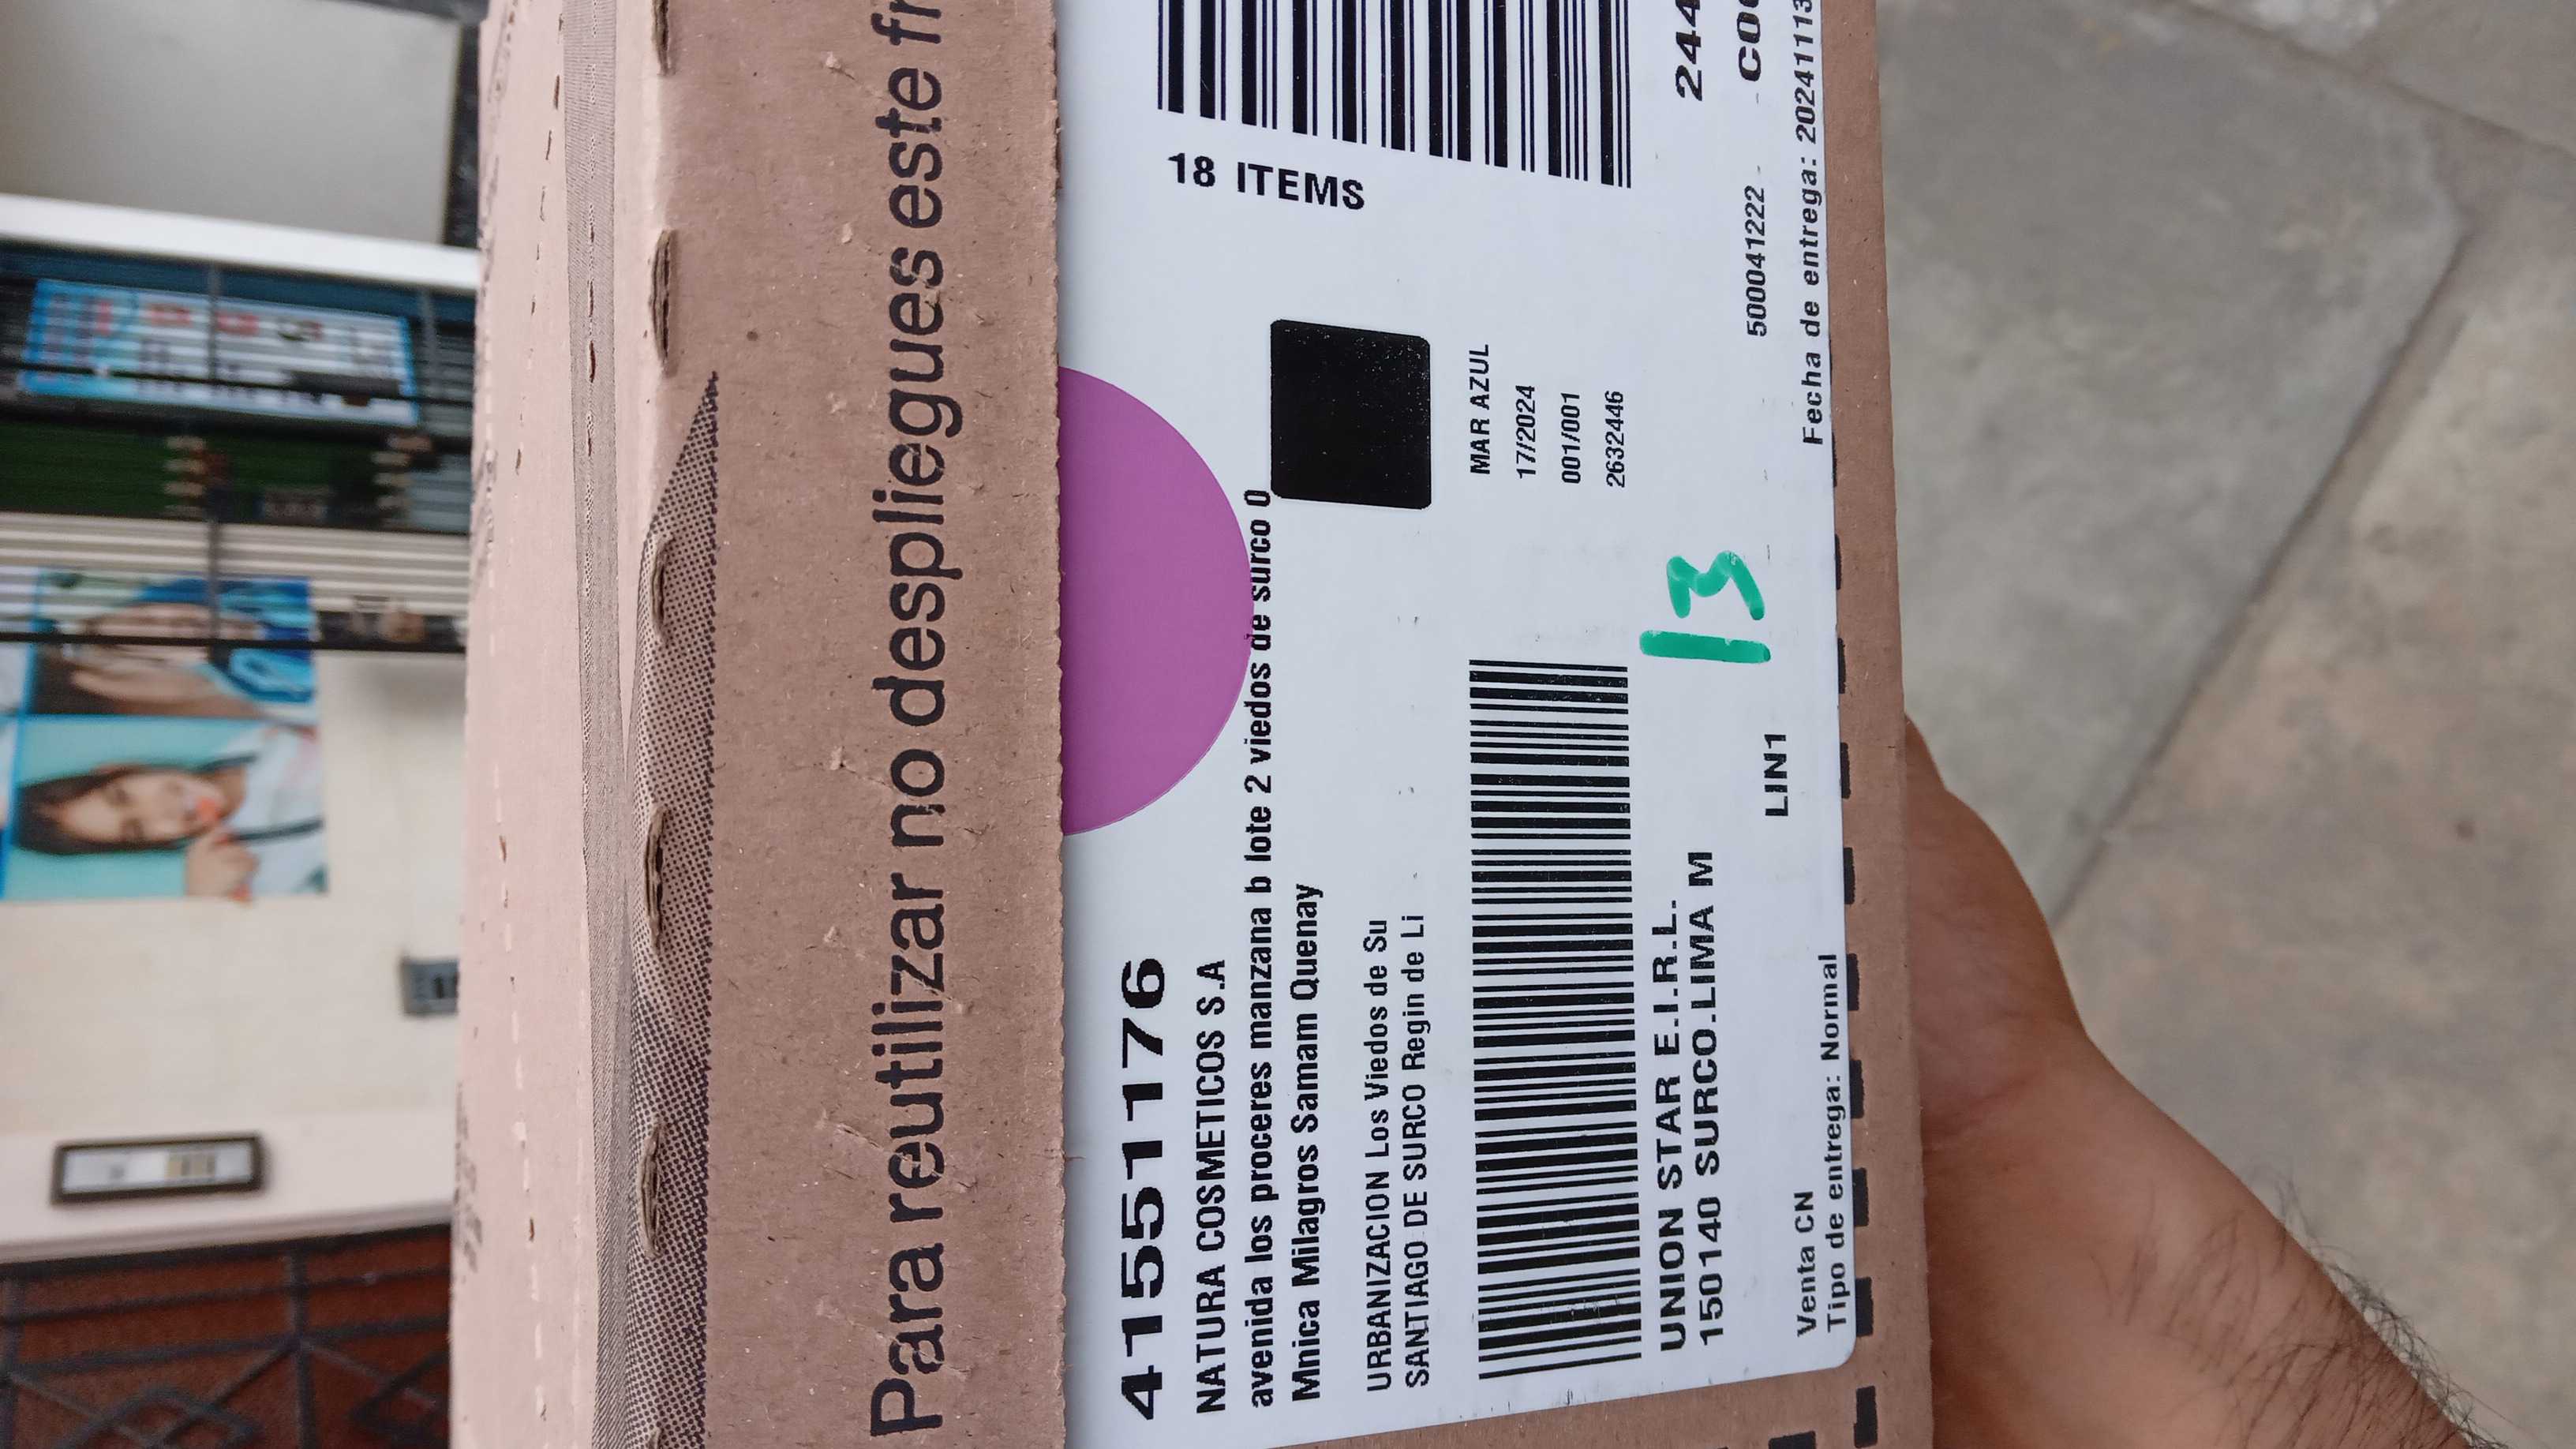 Para reutilizar no despliegues este
41551176
18 ITEMS
NATURA COSMETICOS S.A
avenida los proceres manzana b lote 2 viedos de surco 0
Mnica Milagros Samam Quenay
URBANIZACION Los Viedos de Su
SANTIAGO DE SURCO Regin de Li
MAR AZUL
17/2024
001/001
2632446
UNION STAR E.I.R.L.
150140 SURCO.LIMA M
13
244
LIN1
500041222 -
Venta CN
Tipo de entrega: Normal
Fecha de entrega: 202411113